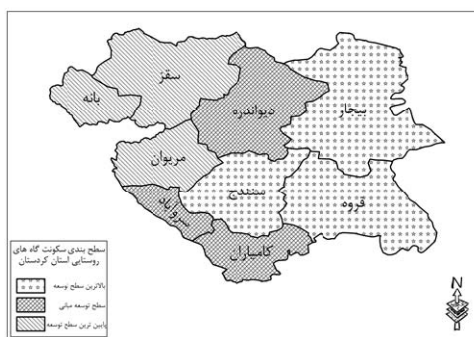 سقز
بانه
دیواندره
بیجار
مریوان
سنندج
قروه
سروآباد
کامیاران
سطح بندی سکونت گاه های
روستایی استان کردستان
بالاترین سطح توسعه
سطح توسعه میانی
پایین ترین سطح توسعه
N